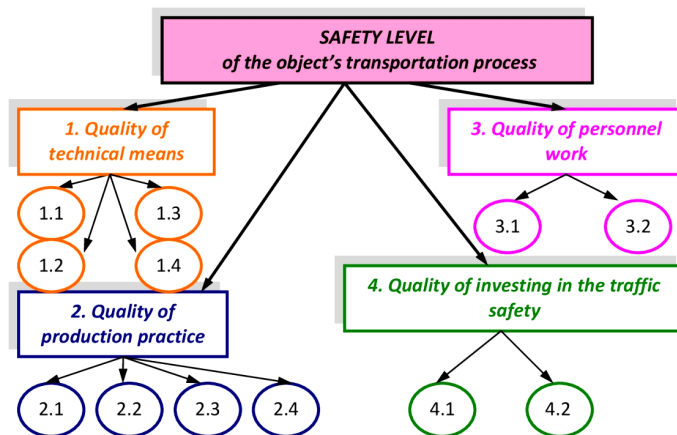 SAFETY LEVEL
of the object's transportation process
1. Quality of
technical means
3. Quality of personnel
work
1.1
1.3
3.1
3.2
1.2
1.4
4. Quality of investing in the traffic
safety
2. Quality of
production practice
2.1
2.2
2.3
2.4
4.1
4.2